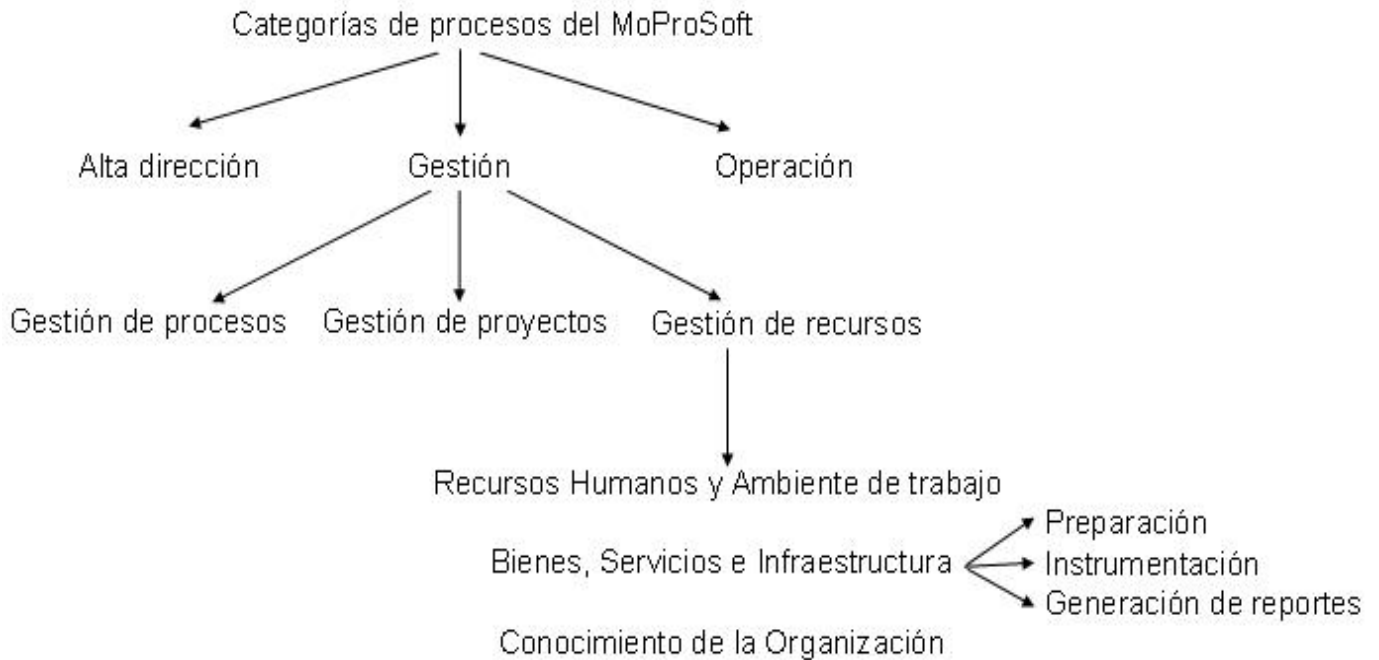 Categorías de procesos del MoProSoft
Alta dirección
Gestión
Operación
Gestión de procesos
Gestión de proyectos
Gestión de recursos
Recursos Humanos y Ambiente de trabajo
Bienes, Servicios e Infraestructura
Preparación
Instrumentación
Generación de reportes
Conocimiento de la Organización